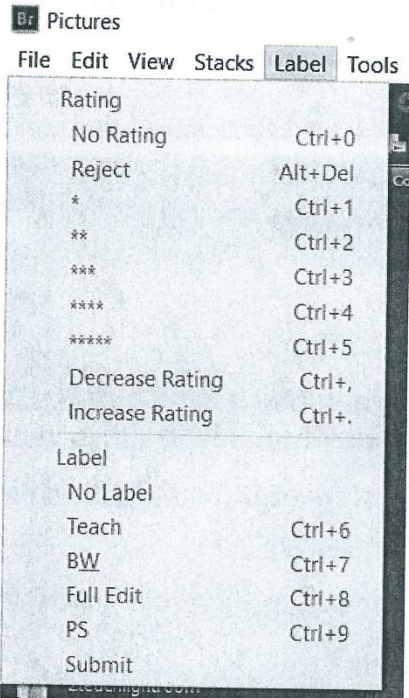 Br Pictures
File Edit View Stacks Label Tools
Rating
No Rating Ctrl+0
Reject Alt+Del
* Ctrl+1
** Ctrl+2
*** Ctrl+3
**** Ctrl+4
***** Ctrl+5
Decrease Rating Ctrl+,
Increase Rating Ctrl+.
Label
No Label
Teach Ctrl+6
BW Ctrl+7
Full Edit Ctrl+8
PS Ctrl+9
Submit